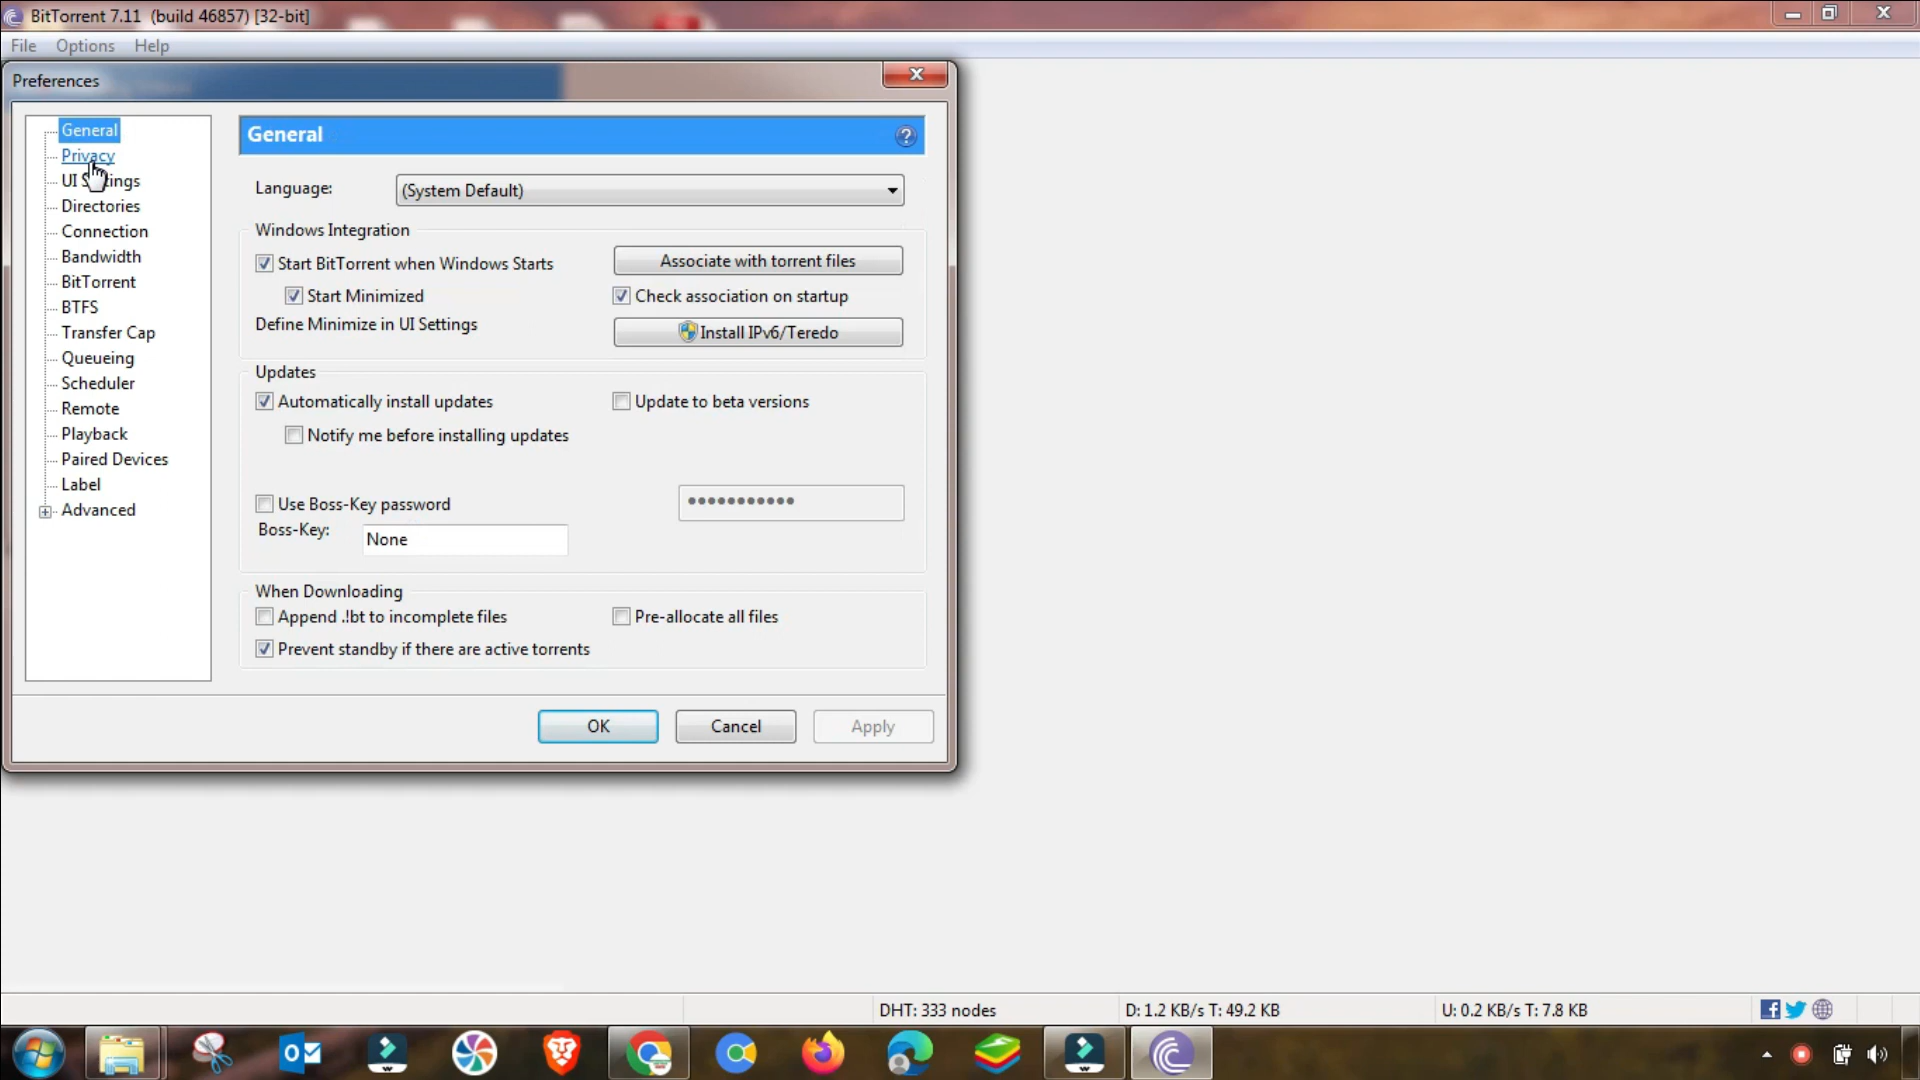 BitTorrent 7.11 (build 46857) [32-bit]
File Options Help
Preferences
General
Privacy
UI Settings
Directories
Connection
Bandwidth
BitTorrent
BTFS
Transfer Cap
Queueing
Scheduler
Remote
Playback
Paired Devices
Label
Advanced
General
Language: (System Default)
Windows Integration
Start BitTorrent when Windows Starts
Associate with torrent files
Start Minimized
Check association on startup
Define Minimize in UI Settings
Install IPv6/Teredo
Updates
Automatically install updates
Update to beta versions
Notify me before installing updates
Use Boss-Key password
Boss-Key: None
When Downloading
Append .!bt to incomplete files
Pre-allocate all files
Prevent standby if there are active torrents
OK Cancel Apply
DHT: 333 nodes
D: 1.2 KB/s T: 49.2 KB
U: 0.2 KB/s T: 7.8 KB